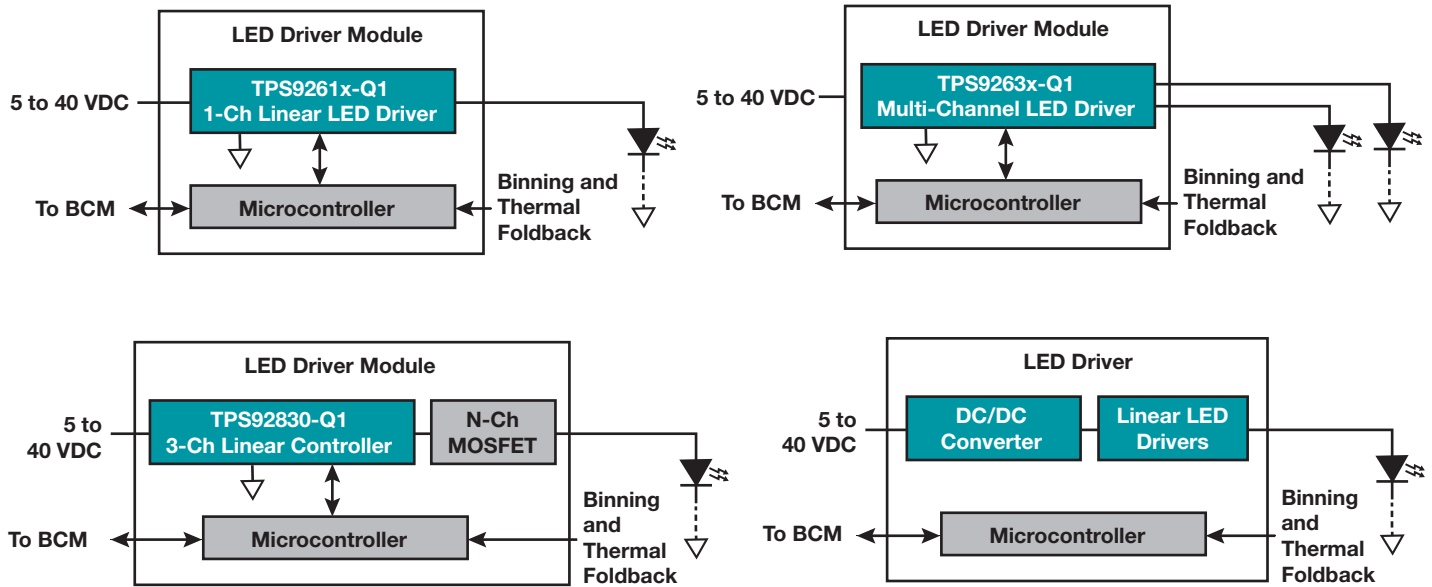 LED Driver Module
5 to 40 VDC
TPS9261x-Q1
1-Ch Linear LED Driver
To BCM
Microcontroller
Binning and
Thermal
Foldback
LED Driver Module
5 to 40 VDC
TPS9263x-Q1
Multi-Channel LED Driver
To BCM
Microcontroller
Binning and
Thermal
Foldback
LED Driver Module
5 to
40 VDC
TPS92830-Q1
3-Ch Linear Controller
N-Ch
MOSFET
To BCM
Microcontroller
Binning
and
Thermal
Foldback
LED Driver
5 to
40 VDC
DC/DC
Converter
Linear LED
Drivers
To BCM
Microcontroller
Binning
and
Thermal
Foldback